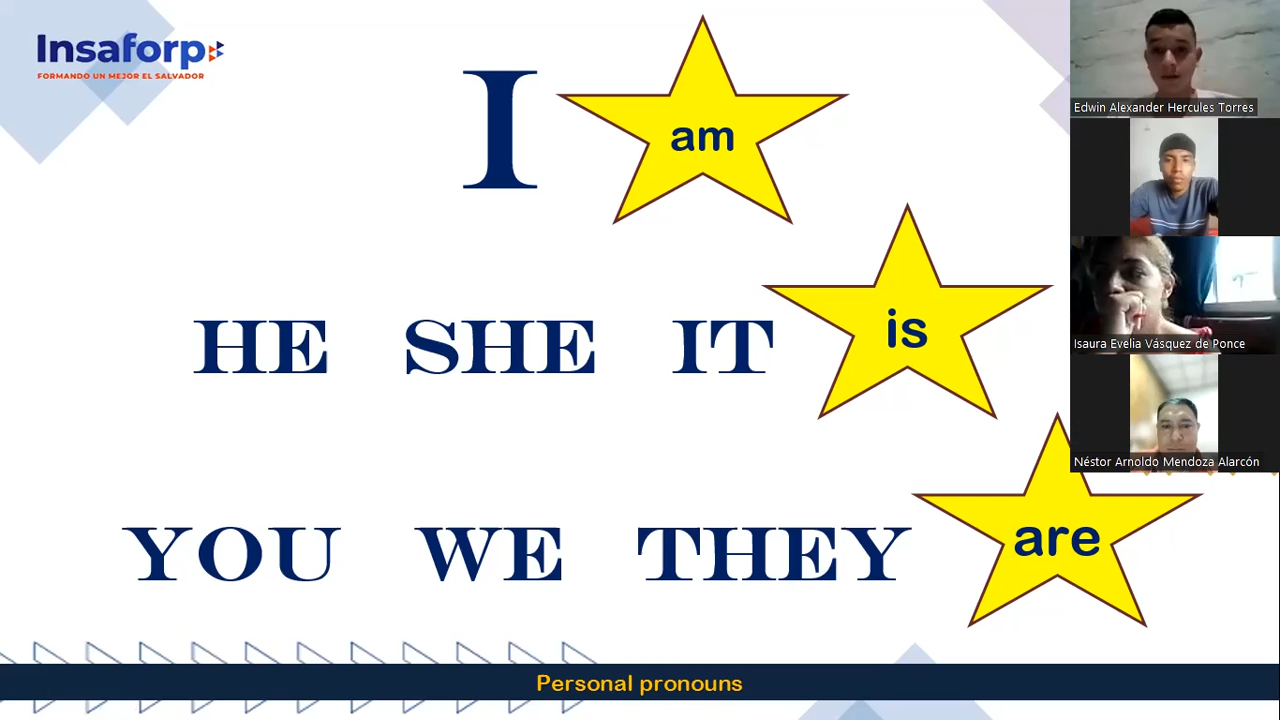 Insaforp
FORMANDO UN MEJOR EL SALVADOR
I am
HE SHE IT is
YOU WE THEY are
Personal pronouns
Edwin Alexander Hercules Torres
Isaura Evelia Vásquez de Ponce
Néstor Arnoldo Mendoza Alarcón